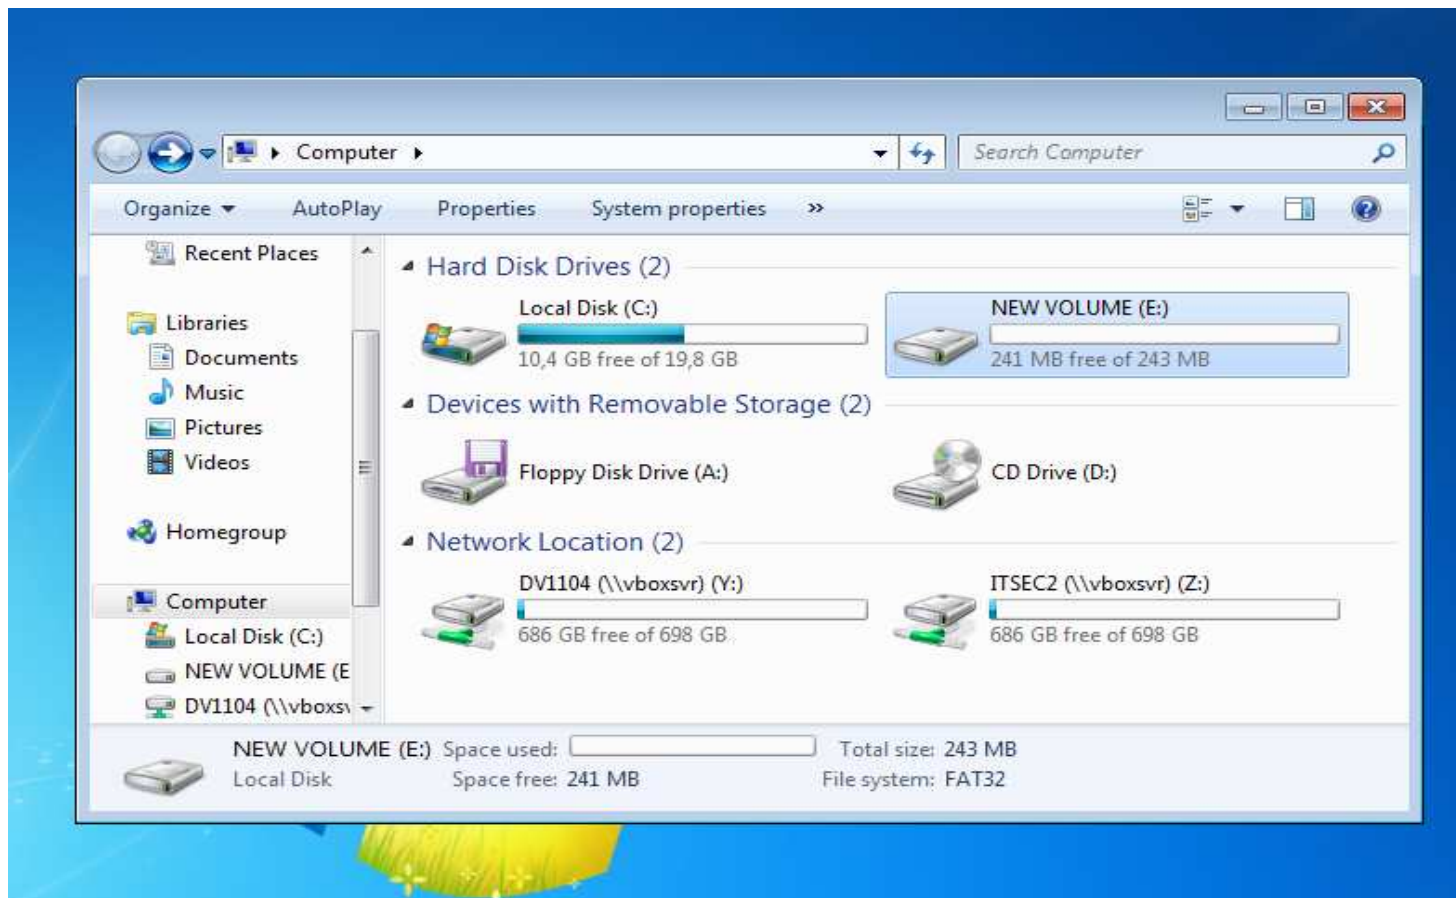 Computer
Search Computer
Organize
AutoPlay
Properties
System properties
»
Recent Places
Libraries
Documents
Music
Pictures
Videos
Homegroup
Computer
Local Disk (C:)
NEW VOLUME (E
DV1104 (\\vboxsv
Hard Disk Drives (2)
Local Disk (C:)
10,4 GB free of 19,8 GB
NEW VOLUME (E:)
241 MB free of 243 MB
Devices with Removable Storage (2)
Floppy Disk Drive (A:)
CD Drive (D:)
Network Location (2)
DV1104 (\\vboxsvr) (Y:)
686 GB free of 698 GB
ITSEC2 (\\vboxsvr) (Z:)
686 GB free of 698 GB
NEW VOLUME (E:) Space used: Total size: 243 MB
Local Disk Space free: 241 MB File system: FAT32